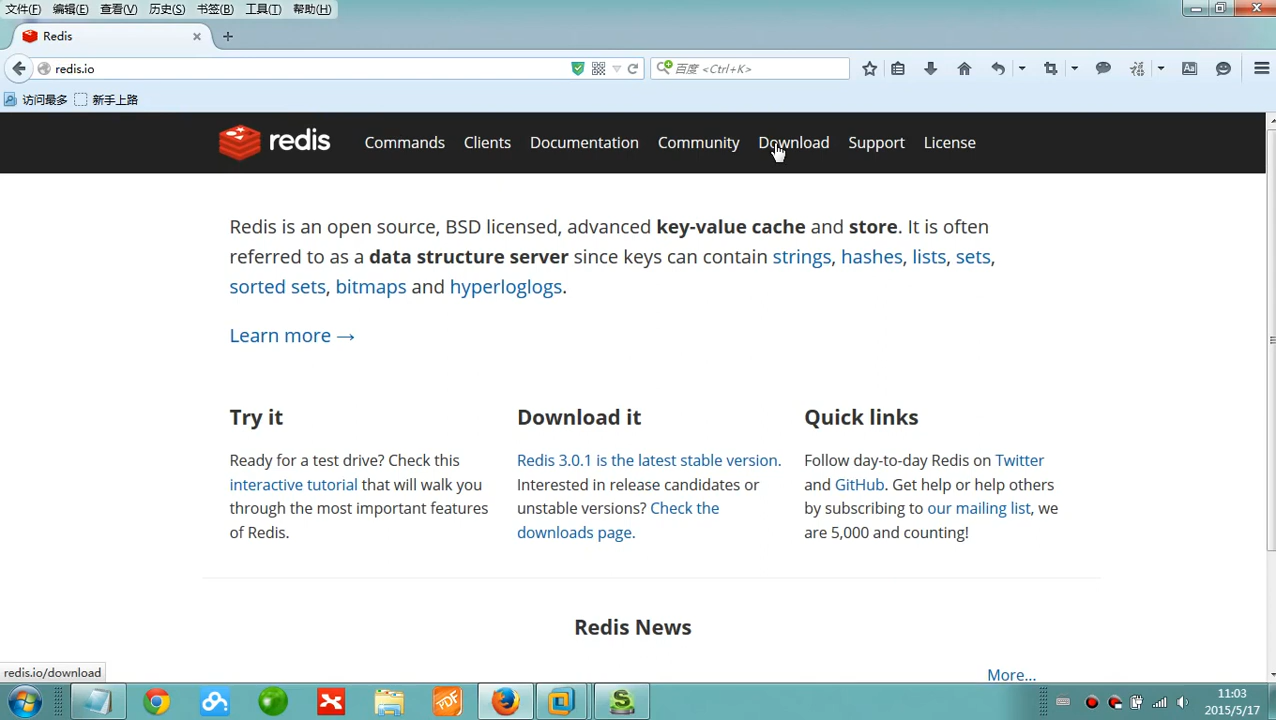 文件(F) 编辑(E) 查看(V) 历史(S) 书签(B) 工具(T) 帮助(H)
Redis
redis.io
百度 <Ctrl+K>
访问最多 新手上路
redis Commands Clients Documentation Community Download Support License
Redis is an open source, BSD licensed, advanced key-value cache and store. It is often
referred to as a data structure server since keys can contain strings, hashes, lists, sets,
sorted sets, bitmaps and hyperloglogs.
Learn more →
Try it
Ready for a test drive? Check this
interactive tutorial that will walk you
through the most important features
of Redis.
Download it
Redis 3.0.1 is the latest stable version.
Interested in release candidates or
unstable versions? Check the
downloads page.
Quick links
Follow day-to-day Redis on Twitter
and GitHub. Get help or help others
by subscribing to our mailing list, we
are 5,000 and counting!
Redis News
More...
redis.io/download
11:03
2015/5/17